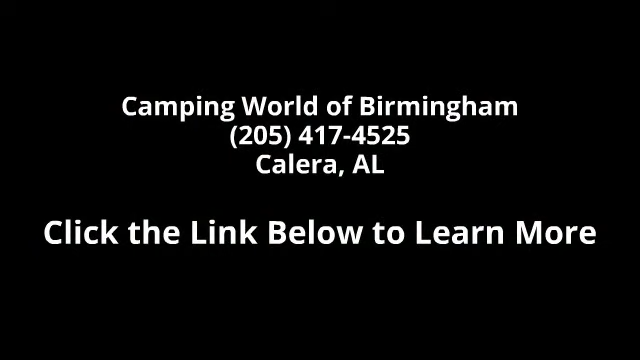 Camping World of Birmingham
(205) 417-4525
Calera, AL
Click the Link Below to Learn More